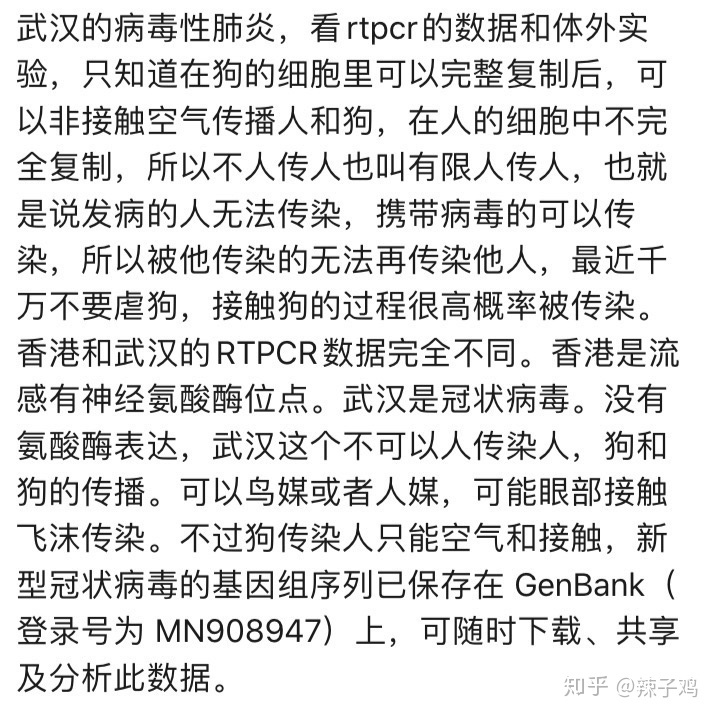 武汉的病毒性肺炎，看rtpcr的数据和体外实
验，只知道在狗的细胞里可以完整复制后，可
以非接触空气传播人和狗，在人的细胞中不完
全复制，所以不人传人也叫有限人传人，也就
是说发病的人无法传染，携带病毒的可以传
染，所以被他传染的无法再传染他人，最近千
万不要虐狗，接触狗的过程很高概率被传染。
香港和武汉的RTPCR数据完全不同。香港是流
感有神经氨酸酶位点。武汉是冠状病毒。没有
氨酸酶表达，武汉这个不可以人传染人，狗和
狗的传播。可以鸟媒或者人媒，可能眼部接触
飞沫传染。不过狗传染人只能空气和接触，新
型冠状病毒的基因组序列已保存在 GenBank（
登录号为 MN908947）上，可随时下载、共享
及分析此数据。
知乎 @辣子鸡